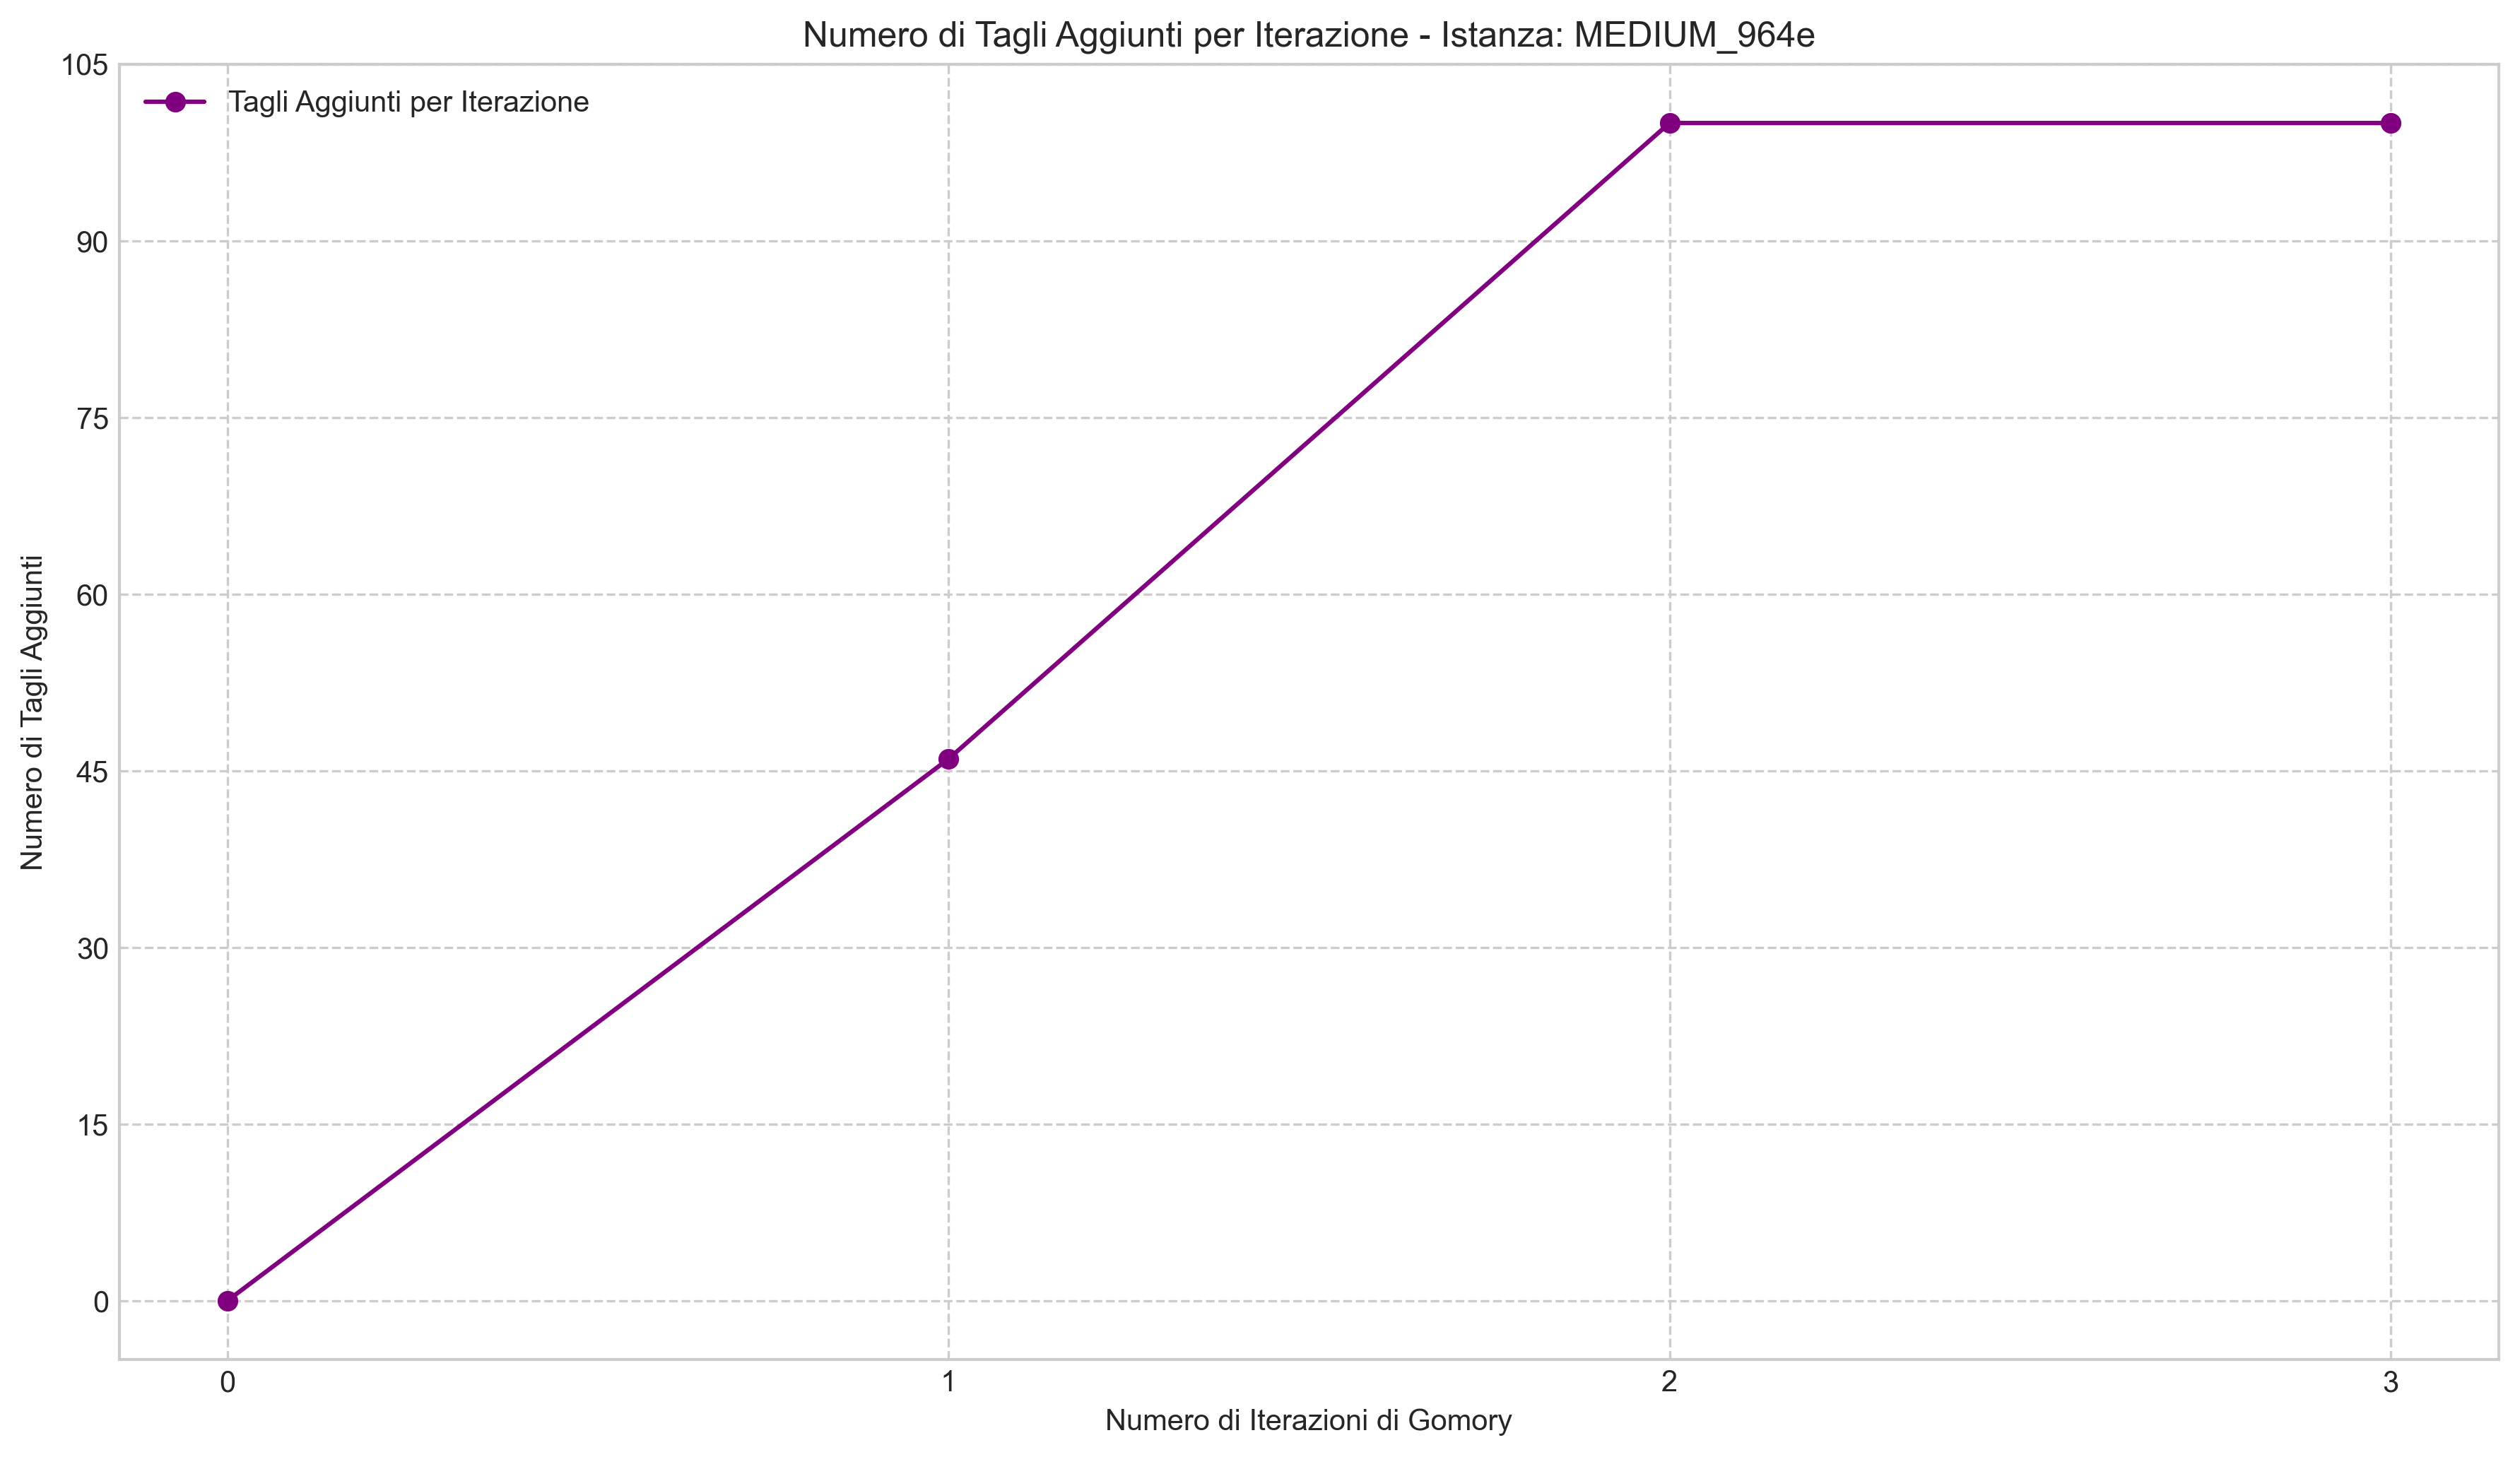 Numero di Tagli Aggiunti per Iterazione - Istanza: MEDIUM_964e
Tagli Aggiunti per Iterazione
105
90
75
60
45
30
15
0
Numero di Tagli Aggiunti
0 1 2 3
Numero di Iterazioni di Gomory